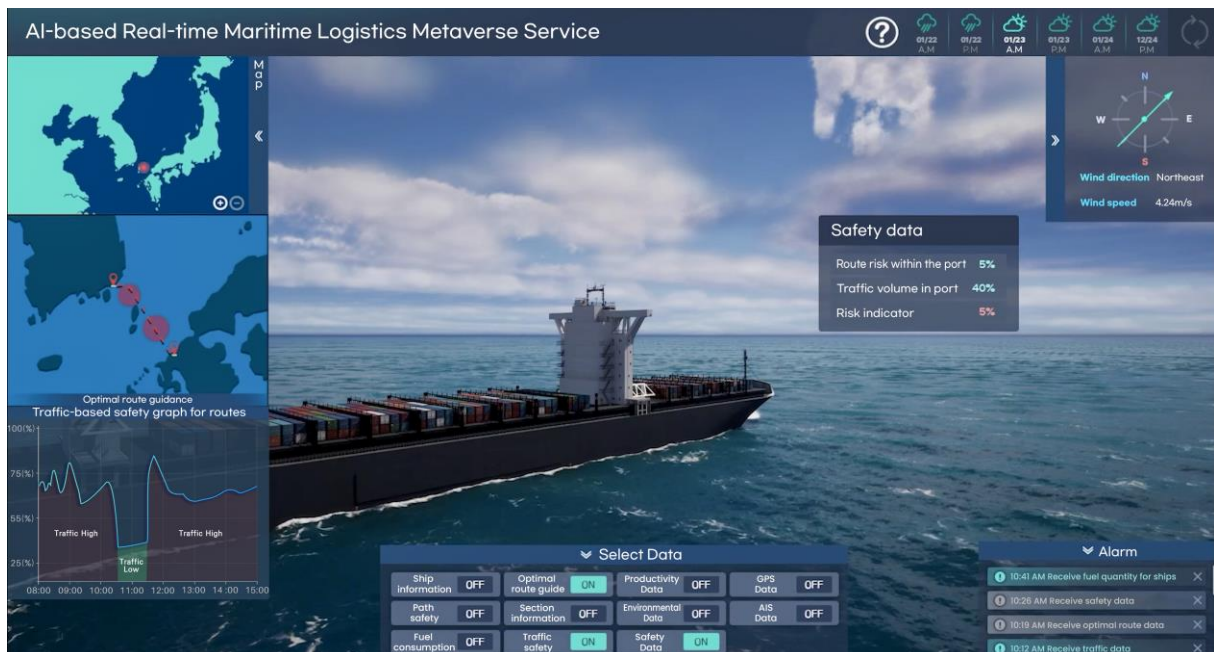 AI-based Real-time Maritime Logistics Metaverse Service
?
01/22
A.M
01/22
P.M
01/23
A.M
01/23
P.M
01/24
A.M
12/24
P.M
Map
N
W
E
S
Wind direction Northeast
Wind speed 4.24m/s
Safety data
Route risk within the port 5%
Traffic volume in port 40%
Risk indicator 5%
Optimal route guidance
Traffic-based safety graph for routes
100(%)
75(%)
55(%)
25(%)
Traffic High
Traffic
Low
Traffic High
08:00 09:00 10:00 11:00 12:00 13:00 14:00 15:00
Select Data
Ship
information OFF
Optimal
route guide ON
Productivity
Data OFF
GPS
Data OFF
Path
safety OFF
Section
information OFF
Environmental
Data OFF
AIS
Data OFF
Fuel
consumption OFF
Traffic
safety ON
Safety
Data ON
Alarm
10:41 AM Receive fuel quantity for ships
10:26 AM Receive safety data
10:19 AM Receive optimal route data
10:12 AM Receive traffic data